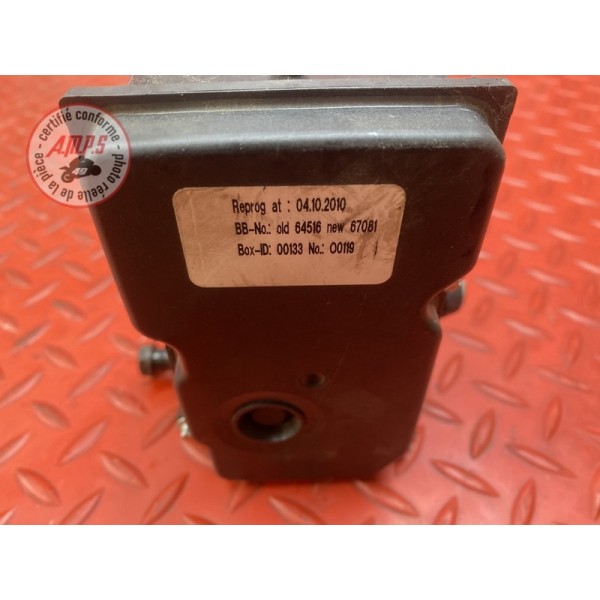 certifié conforme
A.M.P.S
48
photo réelle de la pièce
Reprog at : 04.10.2010
BB-No.: old 64516 new 67081
Box-ID: 00133 No.: 00119